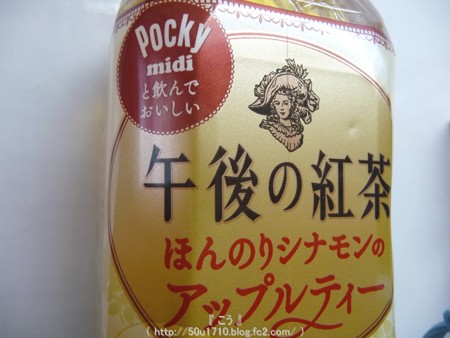 Pocky
midi
と飲んで
おいしい
午後の紅茶
ほんのりシナモンの
アップルティー
『 こう 』
( http://50u1710.blog.fc2.com/ )